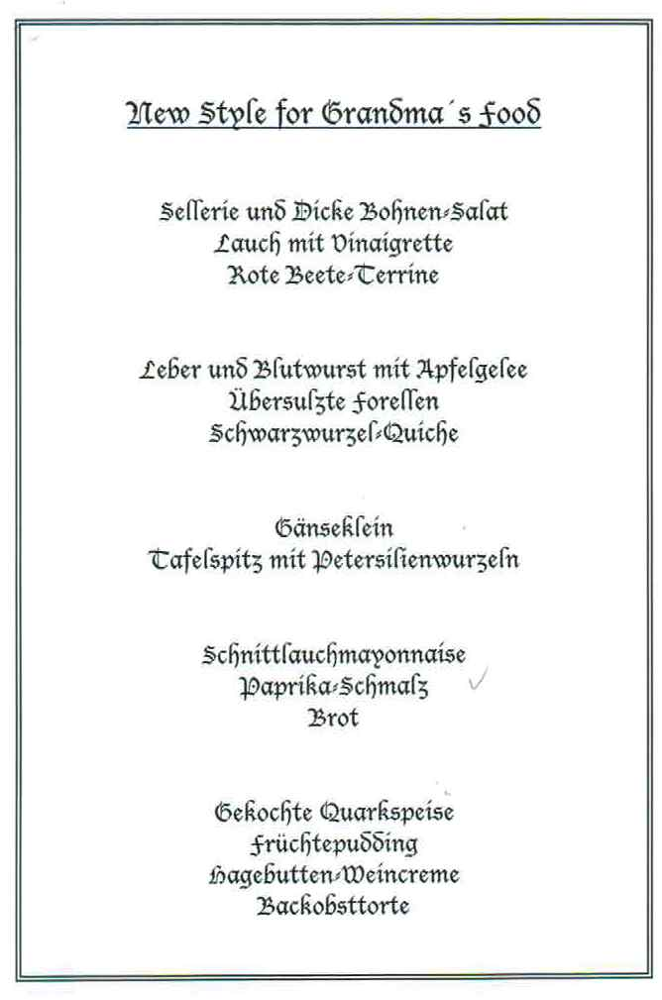 New Style for Grandma´s Food
Sellerie und Dicke Bohnen-Salat
Lauch mit Vinaigrette
Rote Beete-Terrine
Leber und Blutwurst mit Apfelgelee
Übersulzte Forellen
Schwarzwurzel-Quiche
Gänseklein
Tafelspitz mit Petersilienwurzeln
Schnittlauchmayonnaise
Paprika-Schmalz
Brot
Gekochte Quarkspeise
Früchtepudding
Hagebutten-Weincreme
Backobsttorte